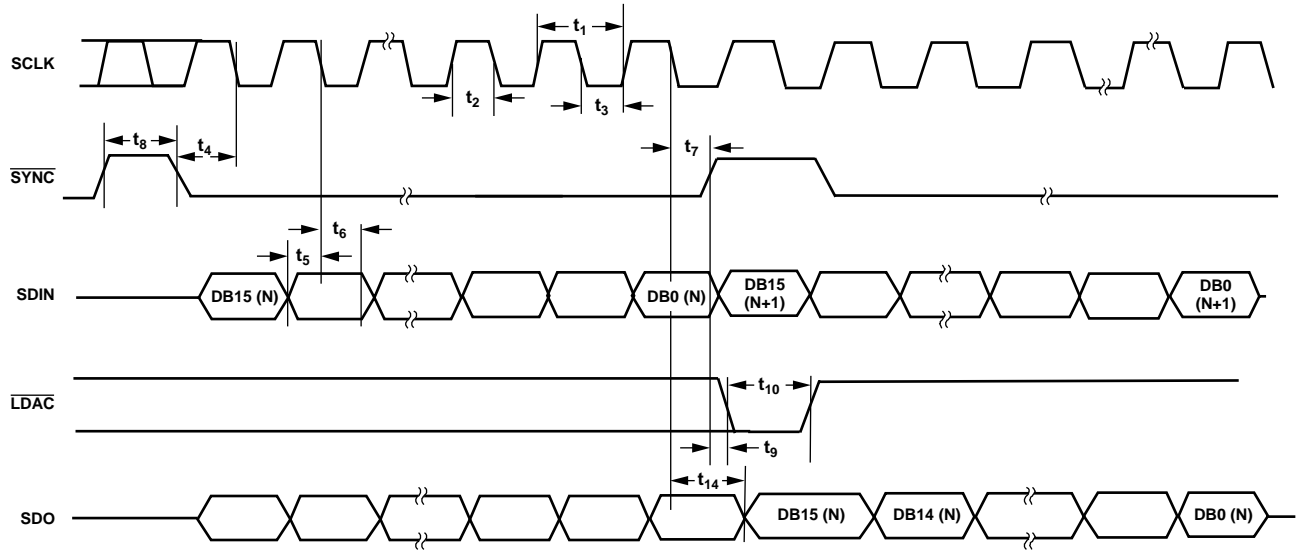 t1
SCLK
t2
t3
t8
t4
t7
SYNC
t6
t5
SDIN
DB15 (N)
DB0 (N)
DB15
(N+1)
DB0
(N+1)
LDAC
t10
t9
t14
SDO
DB15 (N)
DB14 (N)
DB0 (N)